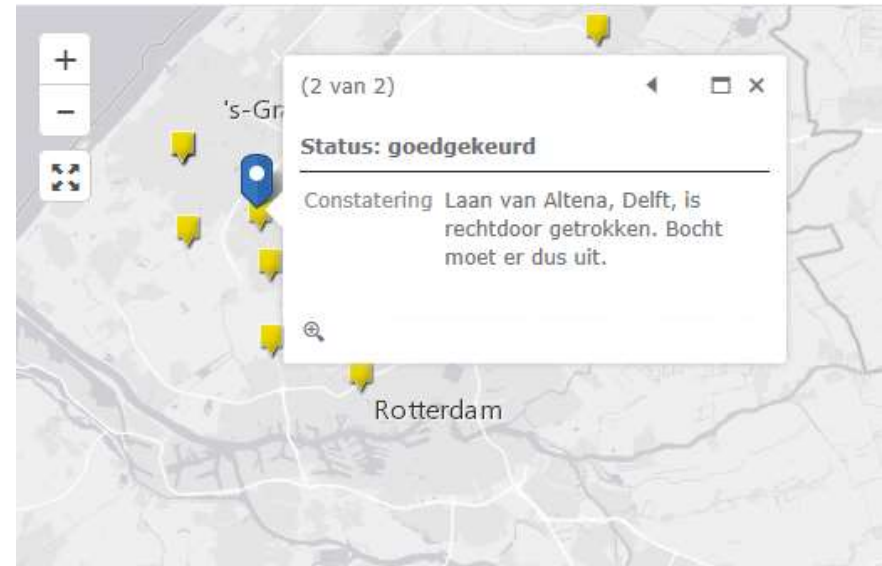 +
−
's-Gr
(2 van 2)
Status: goedgekeurd
Constatering Laan van Altena, Delft, is
rechtdoor getrokken. Bocht
moet er dus uit.
Rotterdam